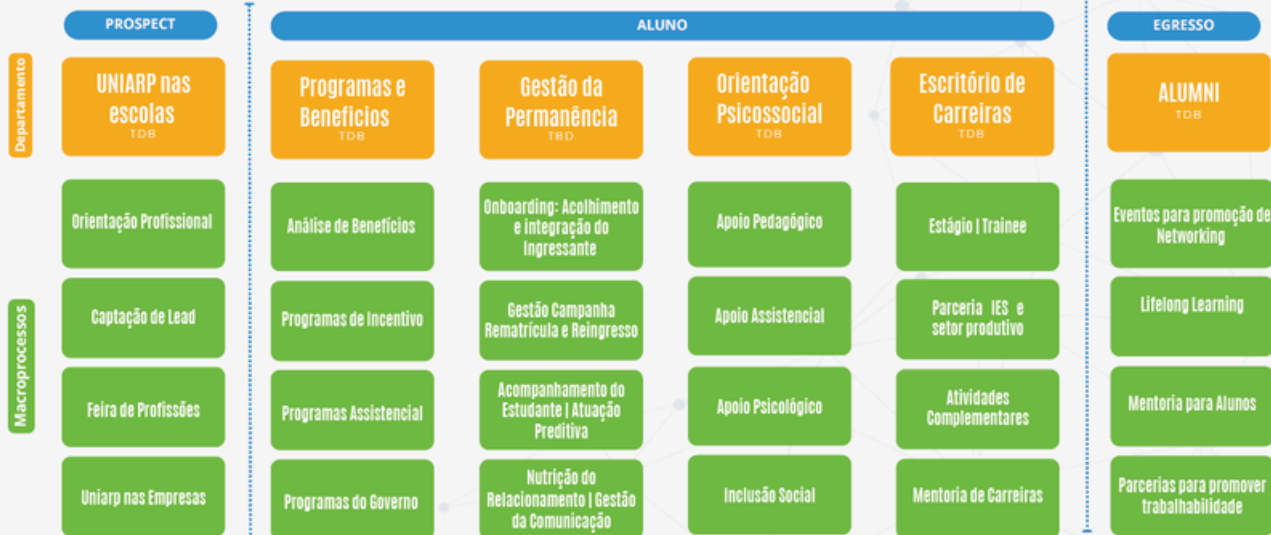 PROSPECT
ALUNO
EGRESSO
Departamento
UNIARP nas
escolas
TDB
Programas e
Benefícios
TDB
Gestão da
Permanência
TBD
Orientação
Psicossocial
TDB
Escritório de
Carreiras
TDB
ALUMNI
TDB
Macroprocessos
Orientação Profissional
Análise de Benefícios
Onboarding: Acolhimento
e integração do
Ingressante
Apoio Pedagógico
Estágio | Trainee
Eventos para promoção de
Networking
Captação de Lead
Programas de Incentivo
Gestão Campanha
Rematrícula e Reingresso
Apoio Assistencial
Parceria IES e
setor produtivo
Lifelong Learning
Feira de Profissões
Programas Assistencial
Acompanhamento do
Estudante | Atuação
Preditiva
Apoio Psicológico
Atividades
Complementares
Mentoria para Alunos
Uniarp nas Empresas
Programas do Governo
Nutrição do
Relacionamento | Gestão
da Comunicação
Inclusão Social
Mentoria de Carreiras
Parcerias para promover
trabalhabilidade